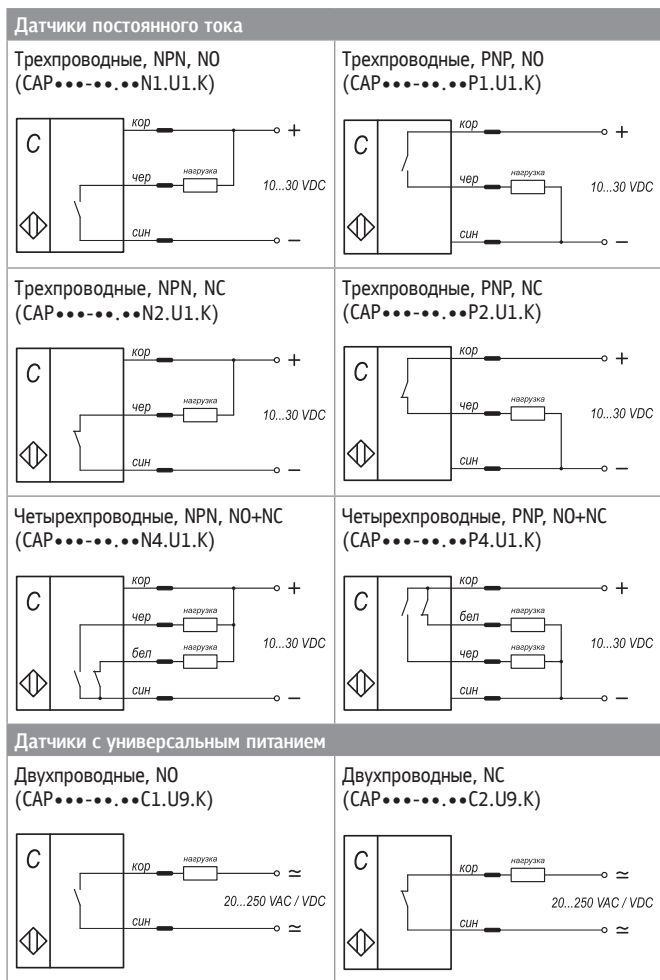 Датчики постоянного тока
Трехпроводные, NPN, NO
(CAP•••-••.••N1.U1.K)
C
кор
+
чер
нагрузка
10...30 VDC
син
−
Трехпроводные, PNP, NO
(CAP•••-••.••P1.U1.K)
C
кор
+
чер
нагрузка
10...30 VDC
син
−
Трехпроводные, NPN, NC
(CAP•••-••.••N2.U1.K)
C
кор
+
чер
нагрузка
10...30 VDC
син
−
Трехпроводные, PNP, NC
(CAP•••-••.••P2.U1.K)
C
кор
+
чер
нагрузка
10...30 VDC
син
−
Четырехпроводные, NPN, NO+NC
(CAP•••-••.••N4.U1.K)
C
кор
+
чер
нагрузка
бел
нагрузка
10...30 VDC
син
−
Четырехпроводные, PNP, NO+NC
(CAP•••-••.••P4.U1.K)
C
кор
+
бел
нагрузка
чер
нагрузка
10...30 VDC
син
−
Датчики с универсальным питанием
Двухпроводные, NO
(CAP•••-••.••C1.U9.K)
C
кор
нагрузка
≃
20...250 VAC / VDC
син
≃
Двухпроводные, NC
(CAP•••-••.••C2.U9.K)
C
кор
нагрузка
≃
20...250 VAC / VDC
син
≃